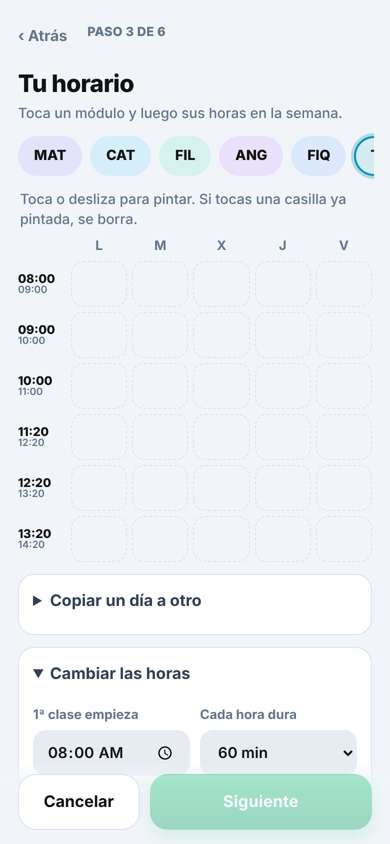 ‹ Atrás
PASO 3 DE 6
Tu horario
Toca un módulo y luego sus horas en la semana.
MAT CAT FIL ANG FIQ
Toca o desliza para pintar. Si tocas una casilla ya
pintada, se borra.
L M X J V
08:00
09:00
09:00
10:00
10:00
11:00
11:20
12:20
12:20
13:20
13:20
14:20
Copiar un día a otro
Cambiar las horas
1ª clase empieza
Cada hora dura
08:00 AM
60 min
Cancelar
Siguiente